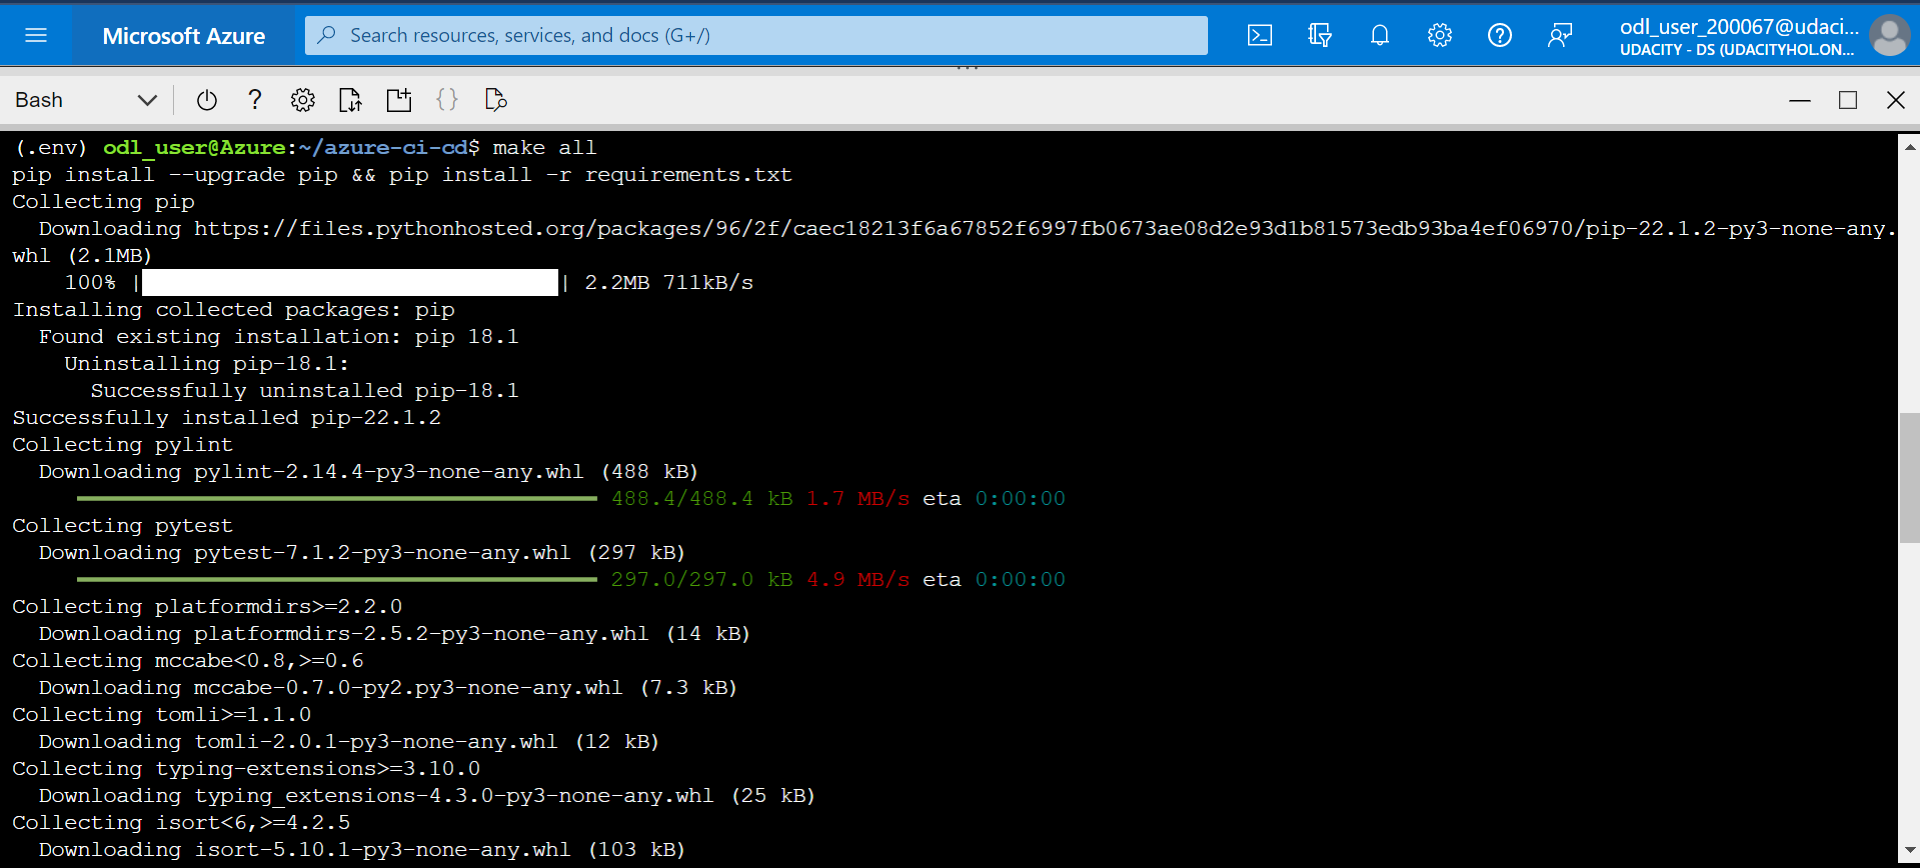 Microsoft Azure
Search resources, services, and docs (G+/)
odl_user_200067@udaci...
UDACITY - DS (UDACITYHOL.ON...
Bash
(.env) odl_user@Azure:~/azure-ci-cd$ make all
pip install --upgrade pip && pip install -r requirements.txt
Collecting pip
  Downloading https://files.pythonhosted.org/packages/96/2f/caec18213f6a67852f6997fb0673ae08d2e93d1b81573edb93ba4ef06970/pip-22.1.2-py3-none-any.
whl (2.1MB)
    100% |                                | 2.2MB 711kB/s
Installing collected packages: pip
  Found existing installation: pip 18.1
    Uninstalling pip-18.1:
      Successfully uninstalled pip-18.1
Successfully installed pip-22.1.2
Collecting pylint
  Downloading pylint-2.14.4-py3-none-any.whl (488 kB)
488.4/488.4 kB 1.7 MB/s eta 0:00:00
Collecting pytest
  Downloading pytest-7.1.2-py3-none-any.whl (297 kB)
297.0/297.0 kB 4.9 MB/s eta 0:00:00
Collecting platformdirs>=2.2.0
  Downloading platformdirs-2.5.2-py3-none-any.whl (14 kB)
Collecting mccabe<0.8,>=0.6
  Downloading mccabe-0.7.0-py2.py3-none-any.whl (7.3 kB)
Collecting tomli>=1.1.0
  Downloading tomli-2.0.1-py3-none-any.whl (12 kB)
Collecting typing-extensions>=3.10.0
  Downloading typing_extensions-4.3.0-py3-none-any.whl (25 kB)
Collecting isort<6,>=4.2.5
  Downloading isort-5.10.1-py3-none-any.whl (103 kB)